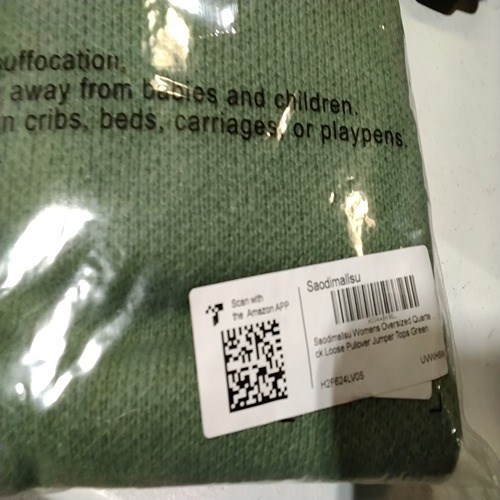 suffocation.
away from babies and children.
n cribs, beds, carriages, or playpens.
Scan with
the Amazon APP
Saodimallsu
Saodimallsu Womens Oversized Quarte
ck Loose Pullover Jumper Tops Green